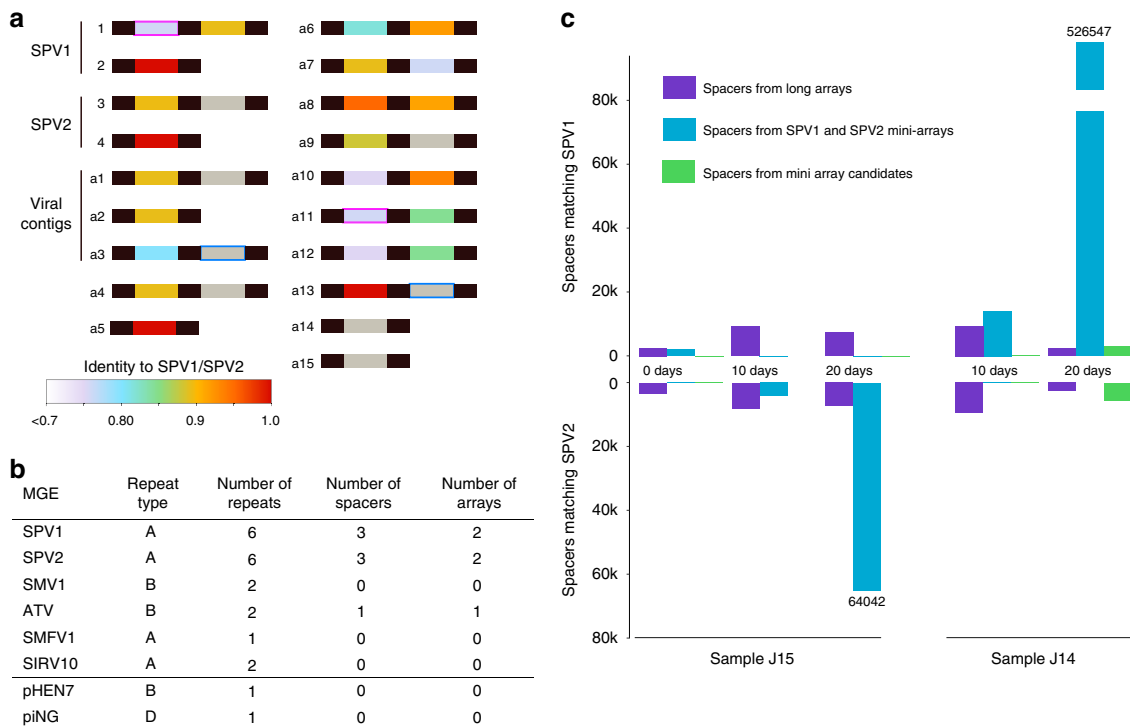 a
SPV1
1
2
SPV2
3
4
Viral contigs
a1
a2
a3
a4
a5
a6
a7
a8
a9
a10
a11
a12
a13
a14
a15
Identity to SPV1/SPV2
<0.7 0.80 0.9 1.0
b
MGE Repeat type Number of repeats Number of spacers Number of arrays
SPV1 A 6 3 2
SPV2 A 6 3 2
SMV1 B 2 0 0
ATV B 2 1 1
SMFV1 A 1 0 0
SIRV10 A 2 0 0
pHEN7 B 1 0 0
piNG D 1 0 0
c
Spacers matching SPV1
80k
60k
40k
20k
0
526547
Spacers from long arrays
Spacers from SPV1 and SPV2 mini-arrays
Spacers from mini array candidates
0 days 10 days 20 days 10 days 20 days
Spacers matching SPV2
0
20k
40k
60k
80k
64042
Sample J15 Sample J14